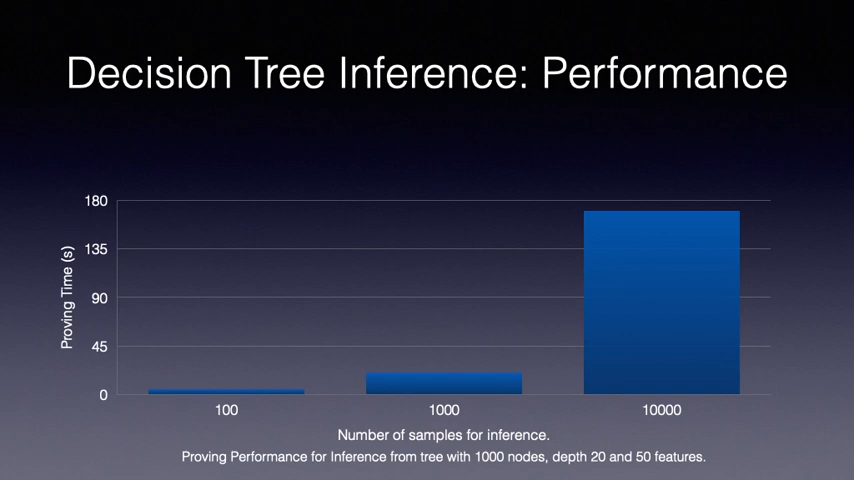 Decision Tree Inference: Performance
180
135
90
45
0
Proving Time (s)
100 1000 10000
Number of samples for inference.
Proving Performance for Inference from tree with 1000 nodes, depth 20 and 50 features.